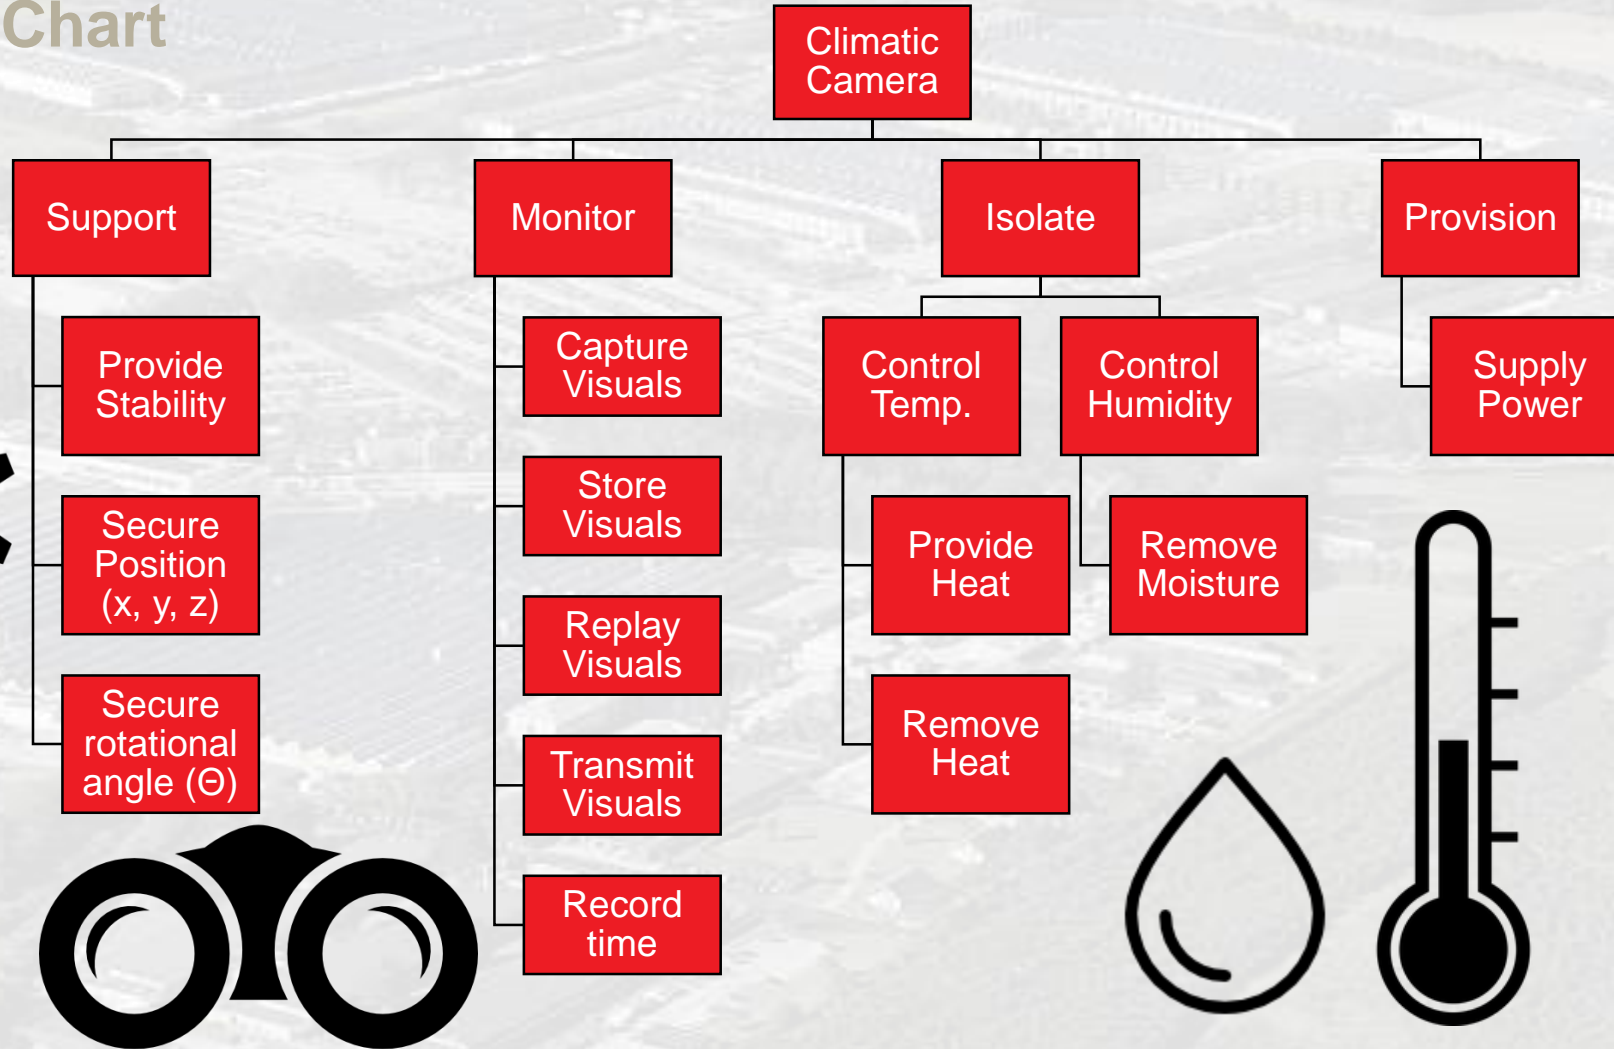 Chart
Climatic
Camera
Support
Monitor
Isolate
Provision
Provide
Stability
Secure
Position
(x, y, z)
Secure
rotational
angle (Θ)
Capture
Visuals
Store
Visuals
Replay
Visuals
Transmit
Visuals
Record
time
Control
Temp.
Provide
Heat
Remove
Heat
Control
Humidity
Remove
Moisture
Supply
Power